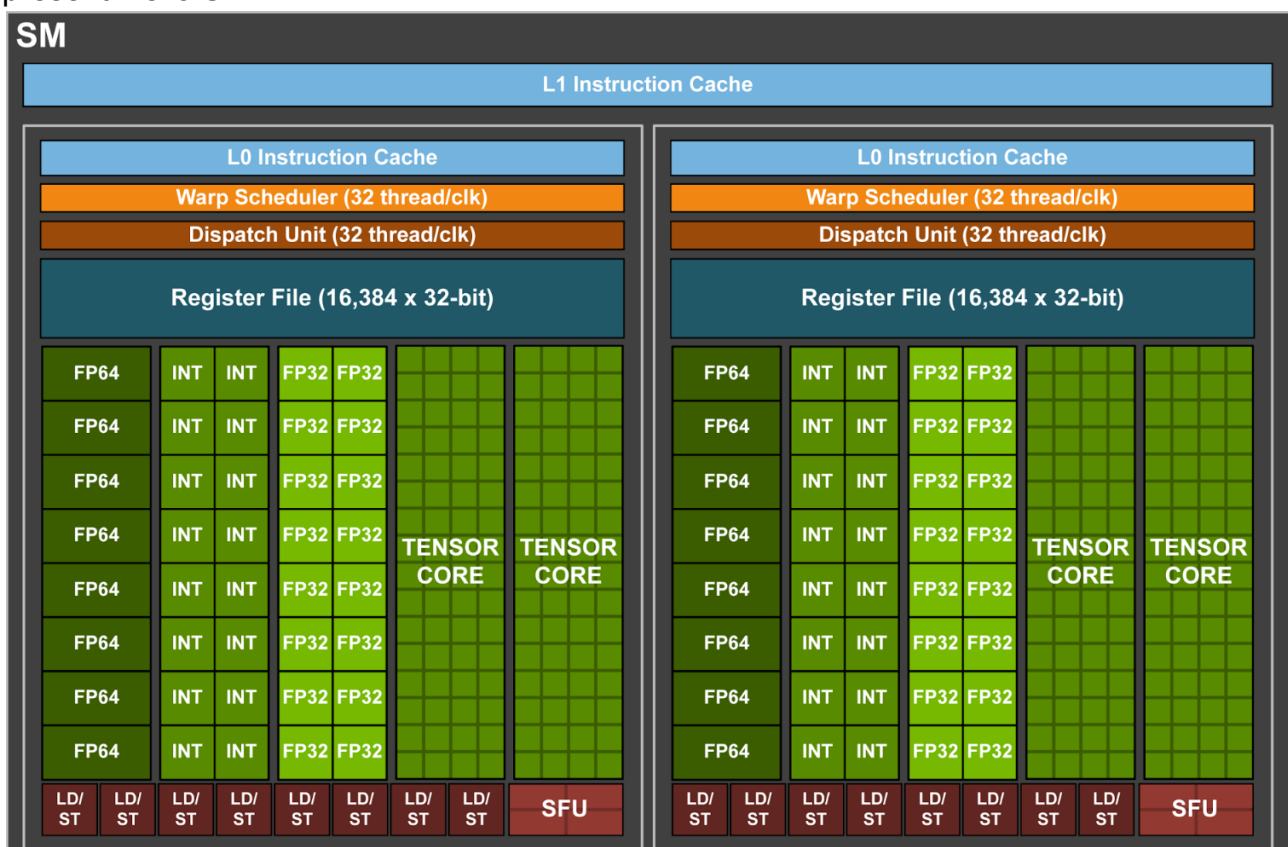 SM
L1 Instruction Cache
L0 Instruction Cache
Warp Scheduler (32 thread/clk)
Dispatch Unit (32 thread/clk)
Register File (16,384 x 32-bit)
FP64 INT INT FP32 FP32
FP64 INT INT FP32 FP32
FP64 INT INT FP32 FP32
FP64 INT INT FP32 FP32
FP64 INT INT FP32 FP32
FP64 INT INT FP32 FP32
FP64 INT INT FP32 FP32
FP64 INT INT FP32 FP32
TENSOR CORE
TENSOR CORE
LD/ST LD/ST LD/ST LD/ST LD/ST LD/ST LD/ST LD/ST SFU
L0 Instruction Cache
Warp Scheduler (32 thread/clk)
Dispatch Unit (32 thread/clk)
Register File (16,384 x 32-bit)
FP64 INT INT FP32 FP32
FP64 INT INT FP32 FP32
FP64 INT INT FP32 FP32
FP64 INT INT FP32 FP32
FP64 INT INT FP32 FP32
FP64 INT INT FP32 FP32
FP64 INT INT FP32 FP32
FP64 INT INT FP32 FP32
TENSOR CORE
TENSOR CORE
LD/ST LD/ST LD/ST LD/ST LD/ST LD/ST LD/ST LD/ST SFU